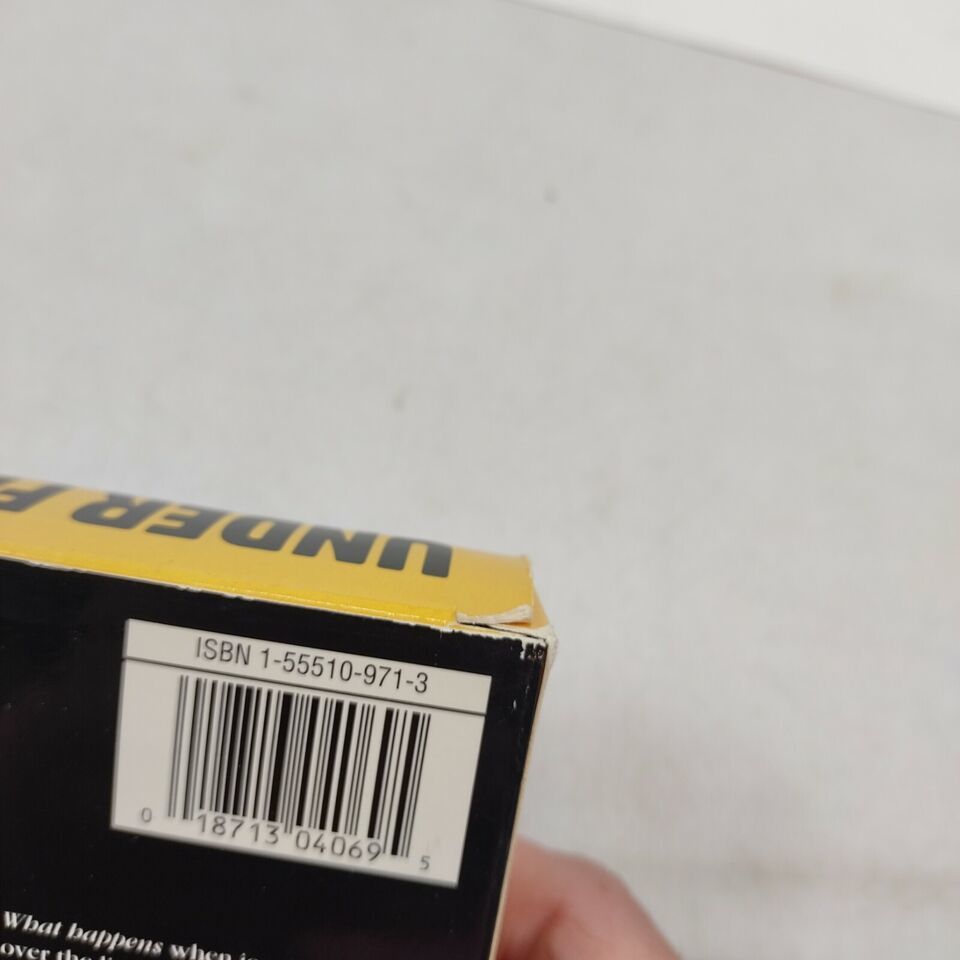 UNDER F
ISBN 1-55510-971-3
0 18713 04069 5
What happens when
over the